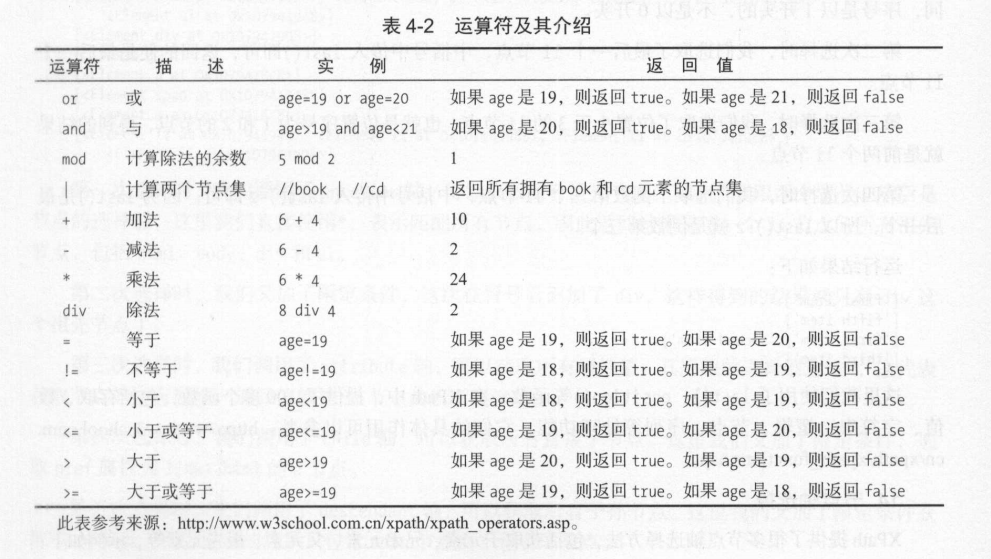 表 4-2 运算符及其介绍
运算符 描 述 实 例 返 回 值
or 或 age=19 or age=20 如果 age 是 19，则返回 true。如果 age 是 21，则返回 false
and 与 age>19 and age<21 如果 age 是 20，则返回 true。如果 age 是 18，则返回 false
mod 计算除法的余数 5 mod 2 1
| 计算两个节点集 //book | //cd 返回所有拥有 book 和 cd 元素的节点集
+ 加法 6 + 4 10
- 减法 6 - 4 2
* 乘法 6 * 4 24
div 除法 8 div 4 2
= 等于 age=19 如果 age 是 19，则返回 true。如果 age 是 20，则返回 false
!= 不等于 age!=19 如果 age 是 18，则返回 true。如果 age 是 19，则返回 false
< 小于 age<19 如果 age 是 18，则返回 true。如果 age 是 19，则返回 false
<= 小于或等于 age<=19 如果 age 是 19，则返回 true。如果 age 是 20，则返回 false
> 大于 age>19 如果 age 是 20，则返回 true。如果 age 是 19，则返回 false
>= 大于或等于 age>=19 如果 age 是 19，则返回 true。如果 age 是 18，则返回 false
此表参考来源：http://www.w3school.com.cn/xpath/xpath_operators.asp。